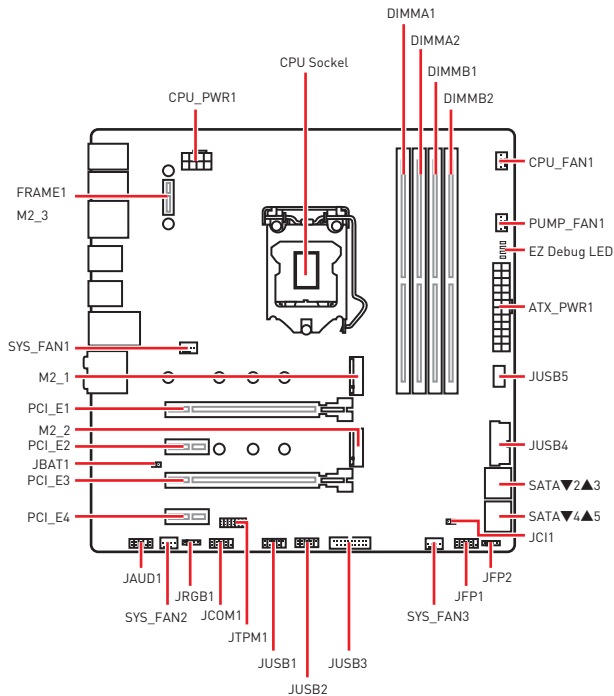 DIMMA1
DIMMA2
CPU Sockel
DIMMB1
DIMMB2
CPU_PWR1
CPU_FAN1
FRAME1
M2_3
PUMP_FAN1
EZ Debug LED
ATX_PWR1
SYS_FAN1
M2_1
JUSB5
PCI_E1
M2_2
PCI_E2
JUSB4
JBAT1
PCI_E3
SATA▼2▲3
PCI_E4
SATA▼4▲5
JCI1
JAUD1
JRGB1
JCOM1
JFP1
JFP2
SYS_FAN2
SYS_FAN3
JTPM1
JUSB1
JUSB3
JUSB2